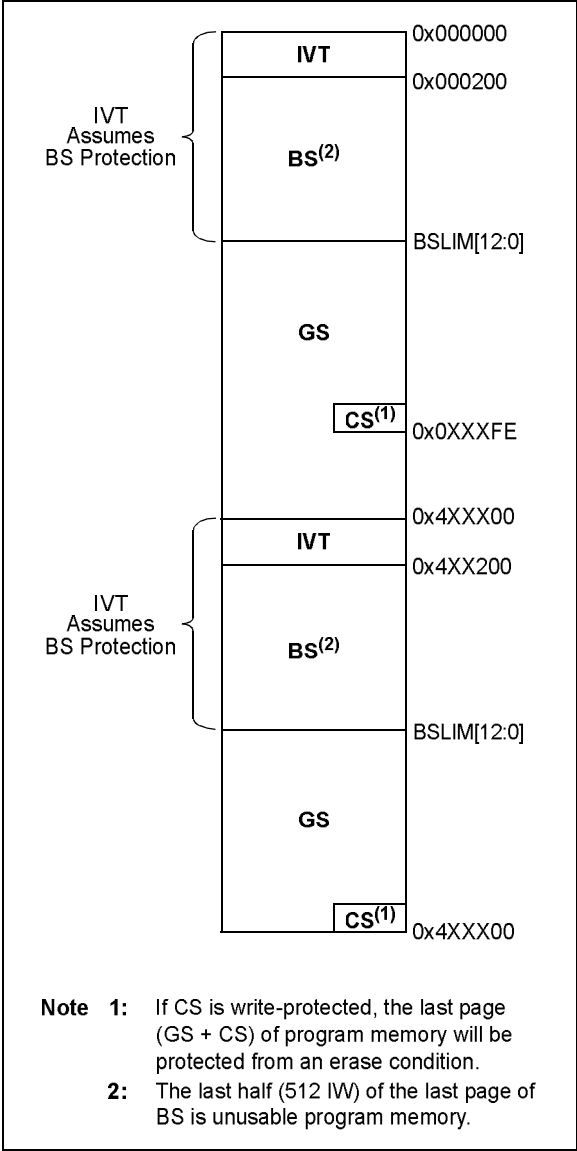 0x000000
IVT
0x000200
IVT
Assumes
BS Protection
BS(2)
BSLIM[12:0]
GS
CS(1)
0x0XXXFE
0x4XXX00
IVT
0x4XX200
IVT
Assumes
BS Protection
BS(2)
BSLIM[12:0]
GS
CS(1)
0x4XXX00
Note 1: If CS is write-protected, the last page
(GS + CS) of program memory will be
protected from an erase condition.
2: The last half (512 IW) of the last page of
BS is unusable program memory.